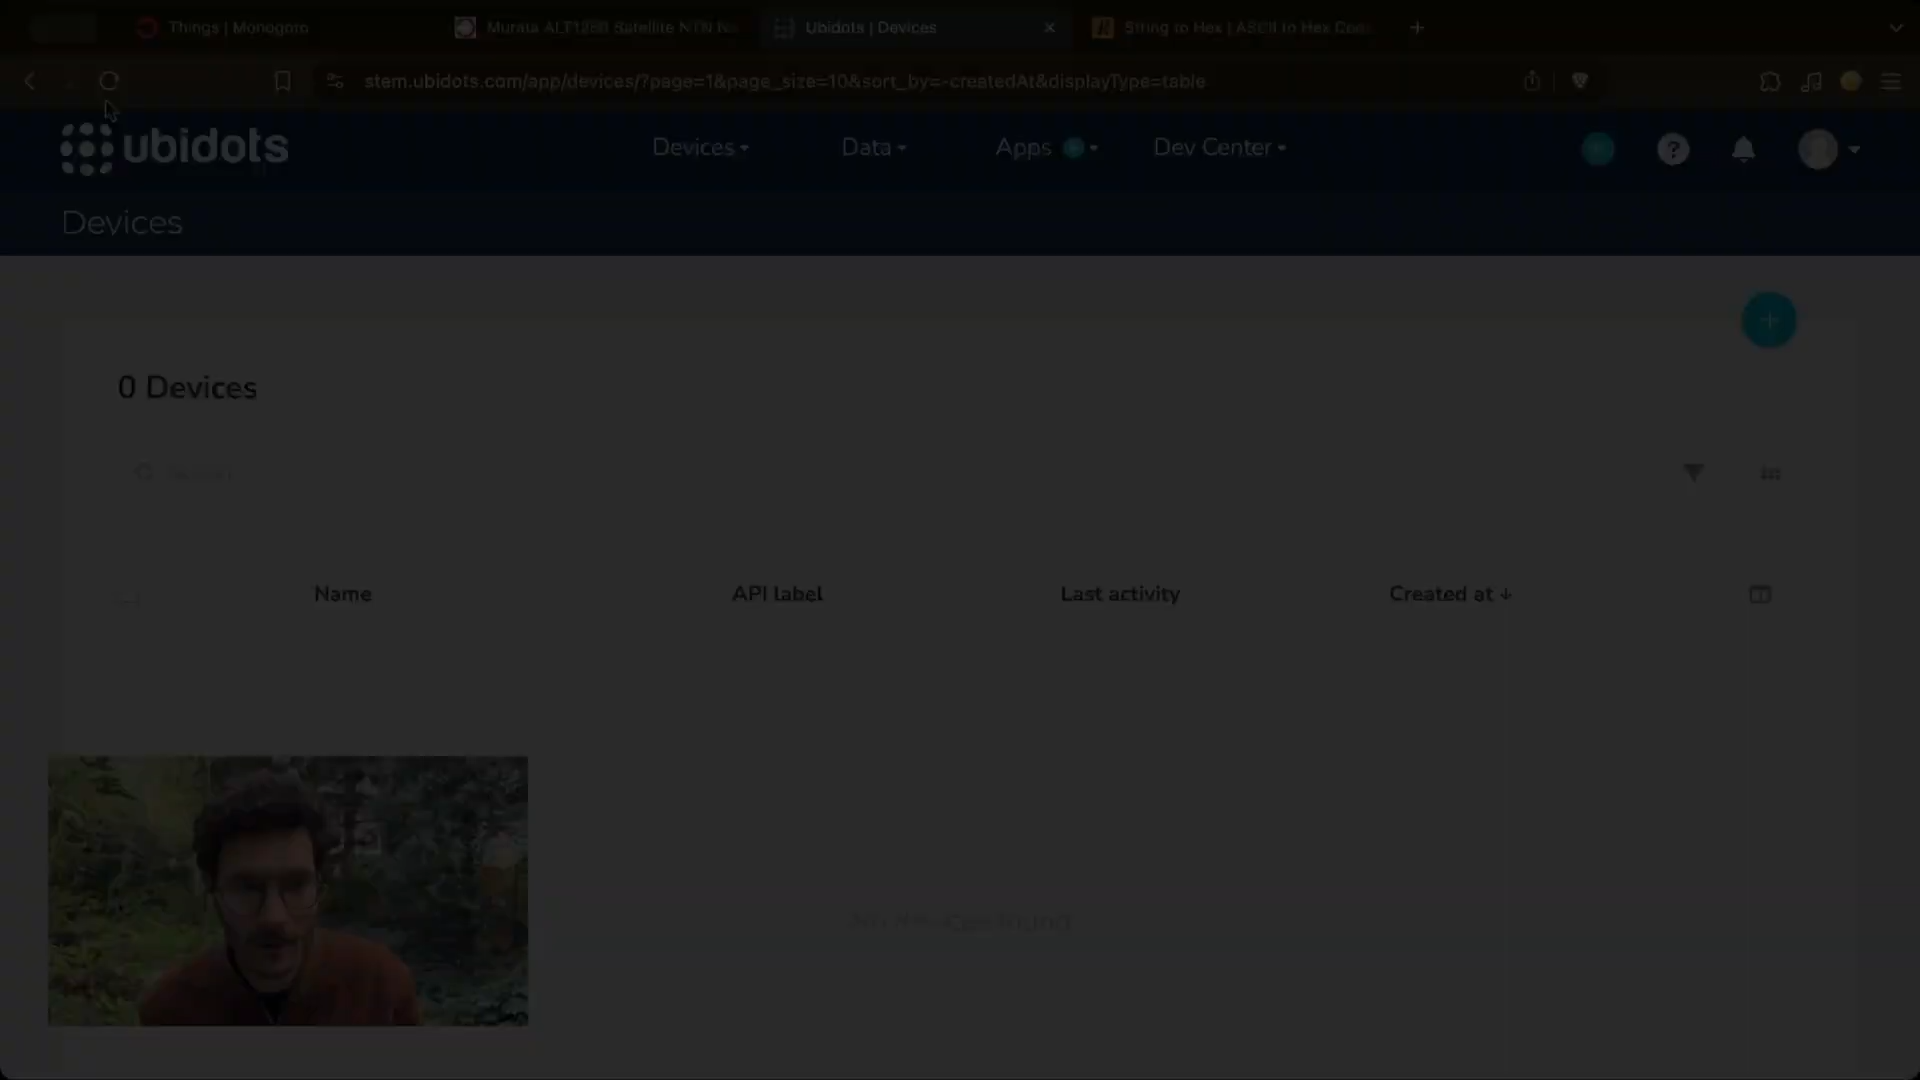 Things | Monogoto
Murata ALT1250 Satellite NTN N
Ubidots | Devices
String to Hex | ASCII to Hex Con
stem.ubidots.com/app/devices/?page=1&page_size=10&sort_by=-createdAt&displayType=table
ubidots
Devices
Data
Apps
Dev Center
Devices
0 Devices
Name
API label
Last activity
Created at ↓
found